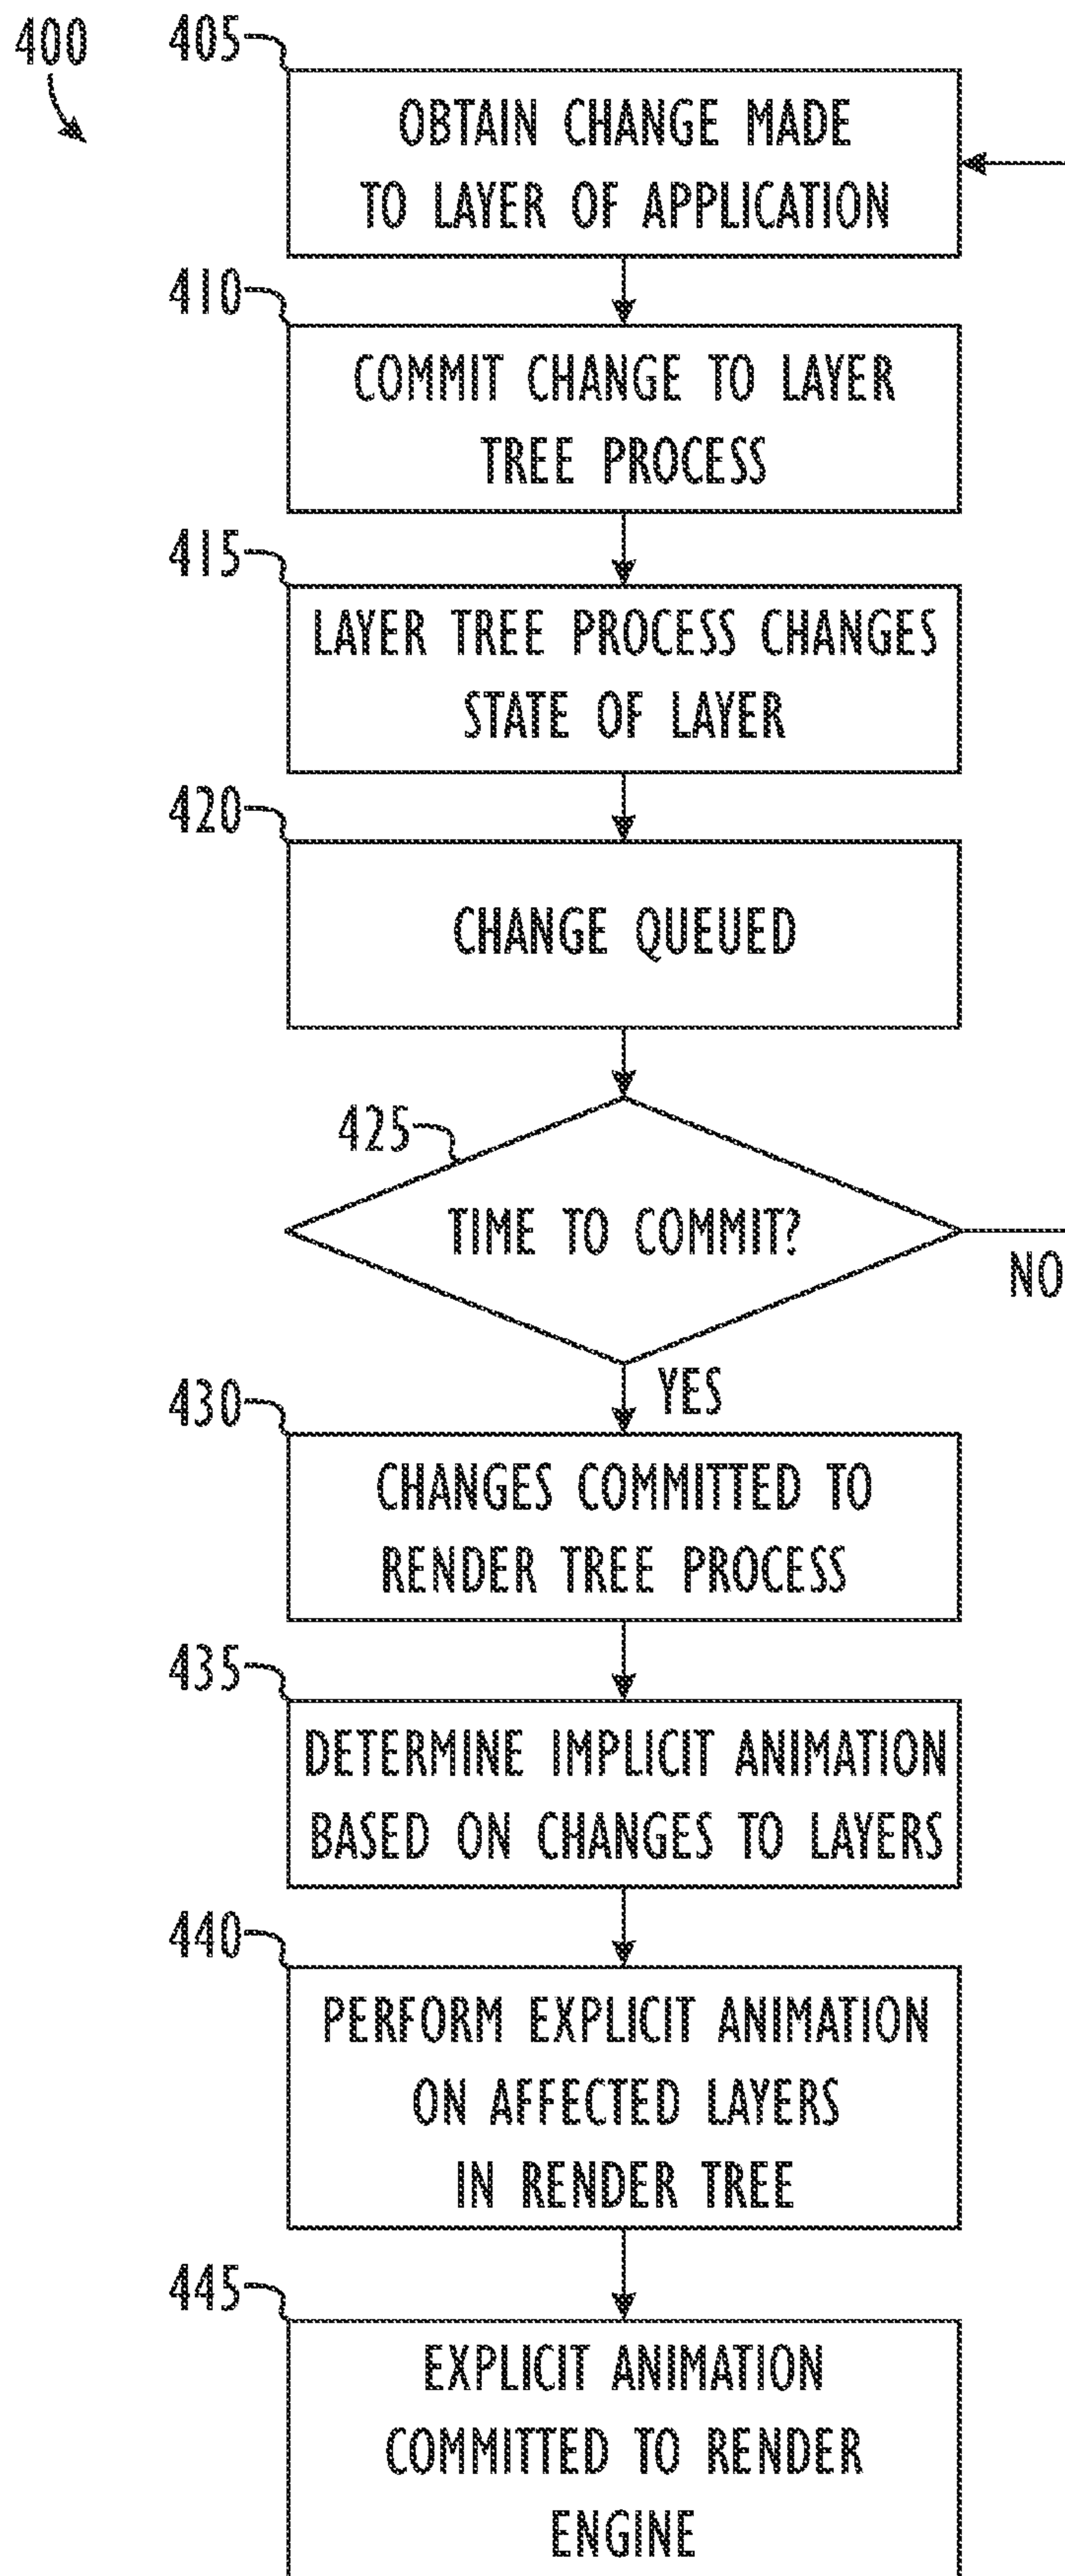 400
405
OBTAIN CHANGE MADE
TO LAYER OF APPLICATION
410
COMMIT CHANGE TO LAYER
TREE PROCESS
415
LAYER TREE PROCESS CHANGES
STATE OF LAYER
420
CHANGE QUEUED
425
TIME TO COMMIT?
NO
YES
430
CHANGES COMMITTED TO
RENDER TREE PROCESS
435
DETERMINE IMPLICIT ANIMATION
BASED ON CHANGES TO LAYERS
440
PERFORM EXPLICIT ANIMATION
ON AFFECTED LAYERS
IN RENDER TREE
445
EXPLICIT ANIMATION
COMMITTED TO RENDER
ENGINE